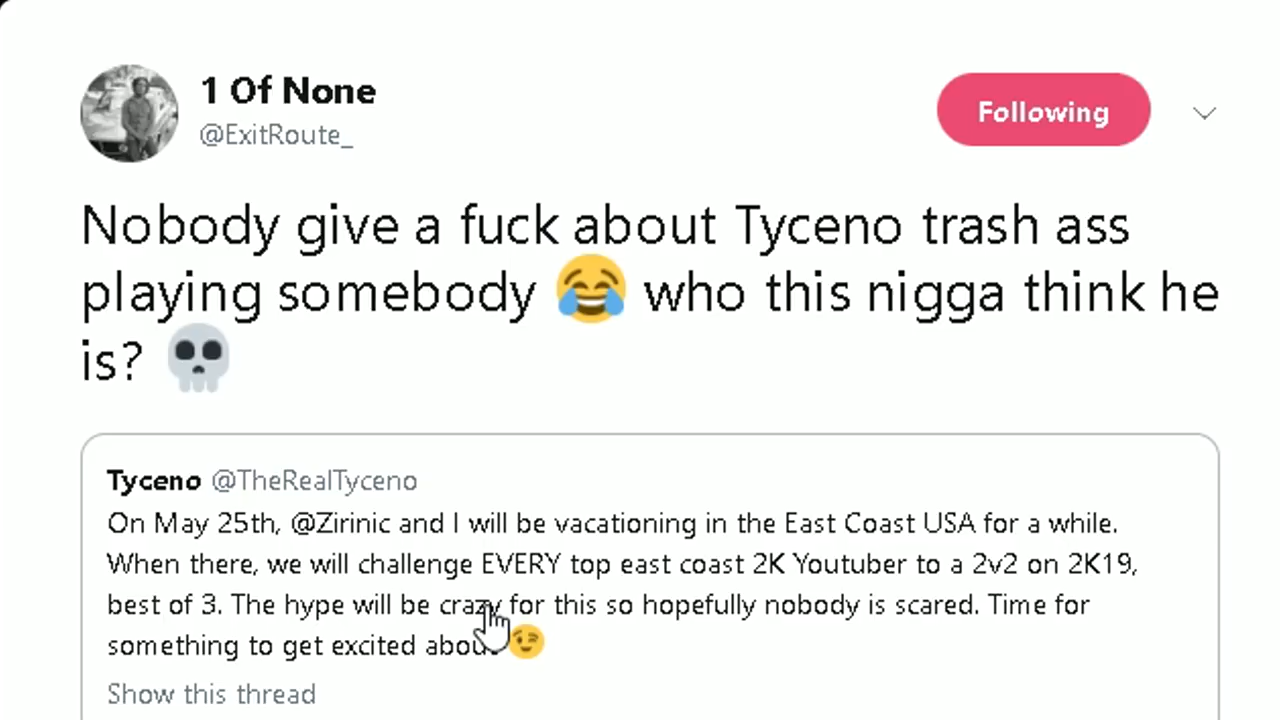 1 Of None
@ExitRoute_
Following
Nobody give a fuck about Tyceno trash ass
playing somebody 😂 who this nigga think he
is? 💀
Tyceno @TheRealTyceno
On May 25th, @Zirinic and I will be vacationing in the East Coast USA for a while.
When there, we will challenge EVERY top east coast 2K Youtuber to a 2v2 on 2K19,
best of 3. The hype will be crazy for this so hopefully nobody is scared. Time for
something to get excited about 😉
Show this thread